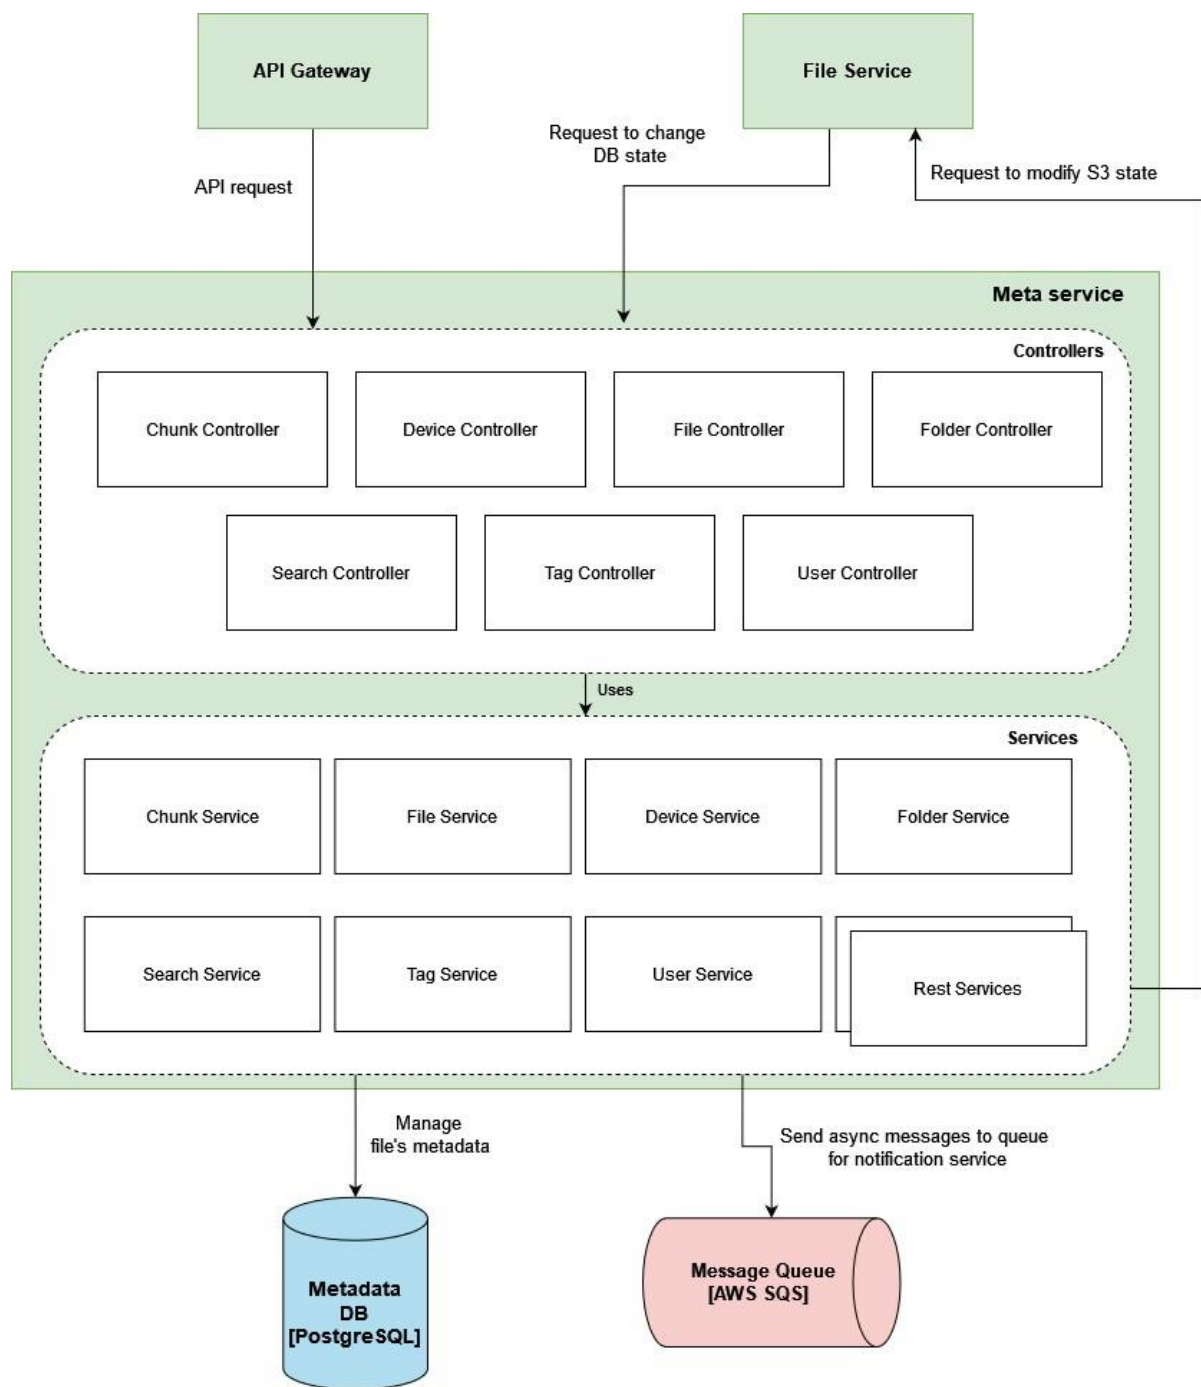 API Gateway
File Service
Request to change
DB state
API request
Request to modify S3 state
Meta service
Controllers
Chunk Controller
Device Controller
File Controller
Folder Controller
Search Controller
Tag Controller
User Controller
Uses
Services
Chunk Service
File Service
Device Service
Folder Service
Search Service
Tag Service
User Service
Rest Services
Manage
file's metadata
Send async messages to queue
for notification service
Metadata
DB
[PostgreSQL]
Message Queue
[AWS SQS]